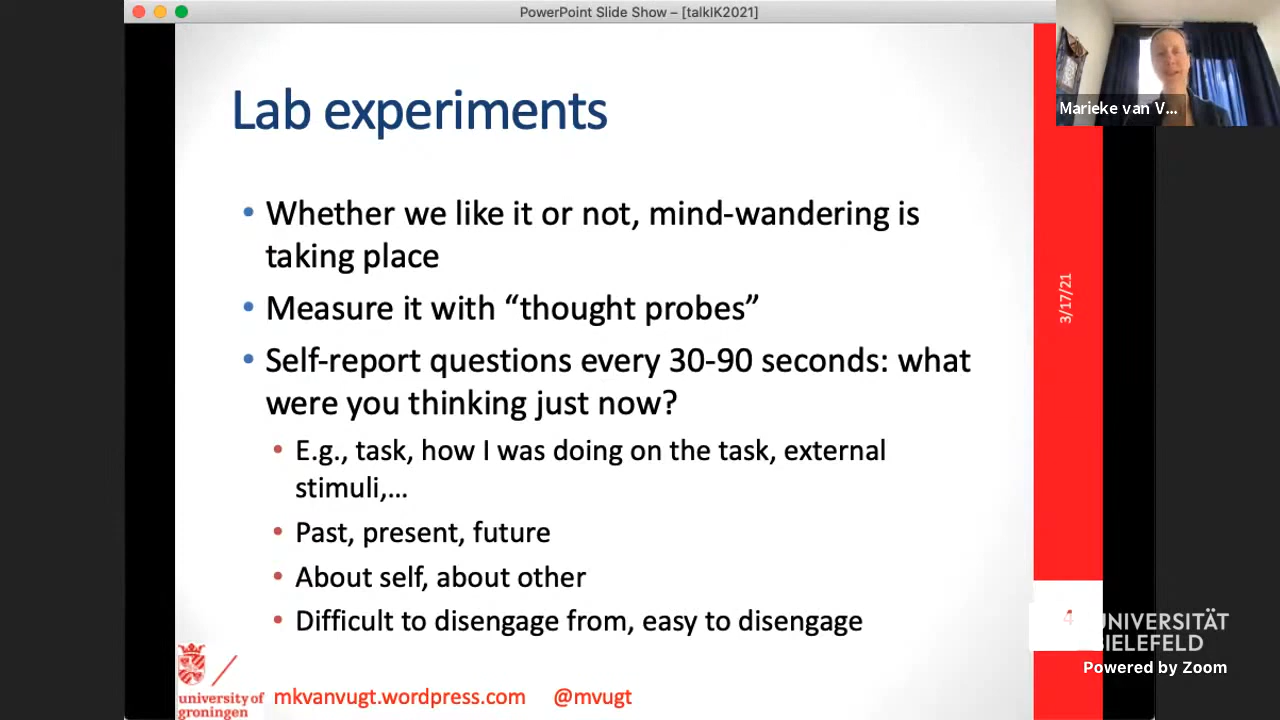 PowerPoint Slide Show – [talkIK2021]
Marieke van V...
Lab experiments
• Whether we like it or not, mind-wandering is
taking place
• Measure it with “thought probes”
• Self-report questions every 30-90 seconds: what
were you thinking just now?
• E.g., task, how I was doing on the task, external
stimuli,...
• Past, present, future
• About self, about other
• Difficult to disengage from, easy to disengage
3/17/21
4
UNIVERSITÄT
BIELEFELD
Powered by Zoom
university of
groningen
mkvanvugt.wordpress.com @mvugt